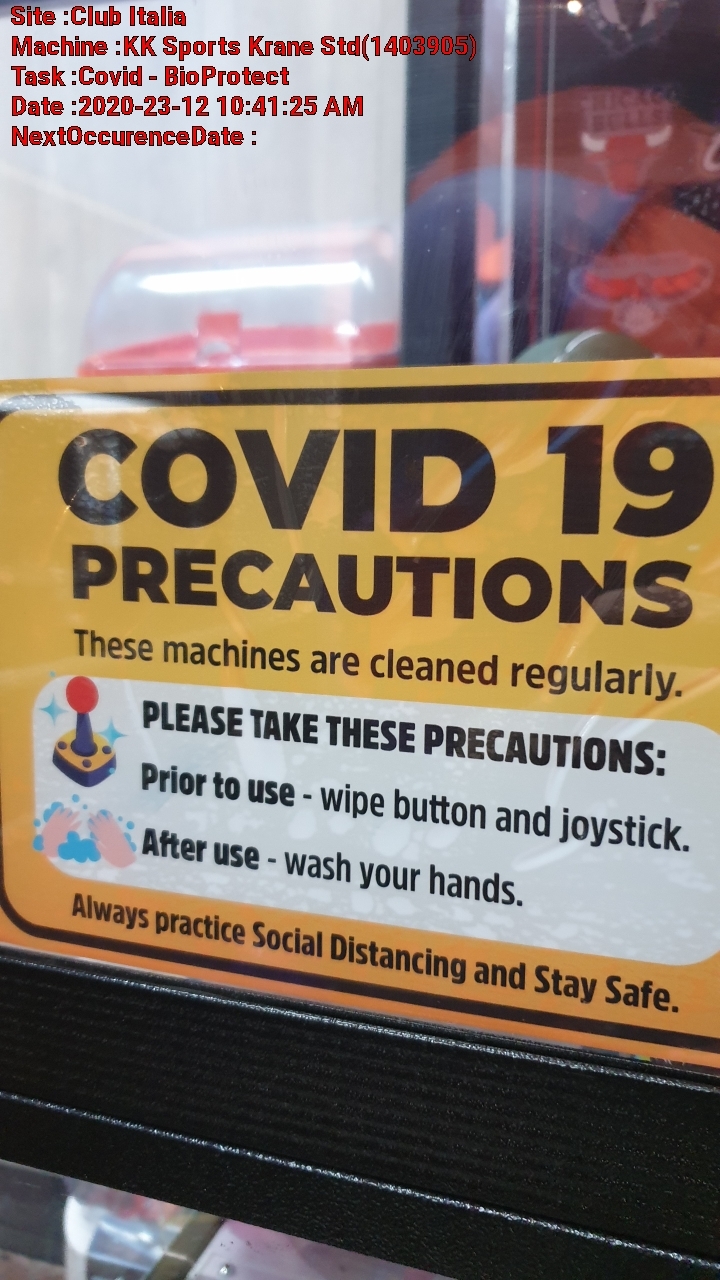 Site :Club Italia
Machine :KK Sports Krane Std(1403905)
Task :Covid - BioProtect
Date :2020-23-12 10:41:25 AM
NextOccurenceDate :
CHICAGO
BULLS
COVID 19
PRECAUTIONS
These machines are cleaned regularly.
PLEASE TAKE THESE PRECAUTIONS:
Prior to use - wipe button and joystick.
After use - wash your hands.
Always practice Social Distancing and Stay Safe.